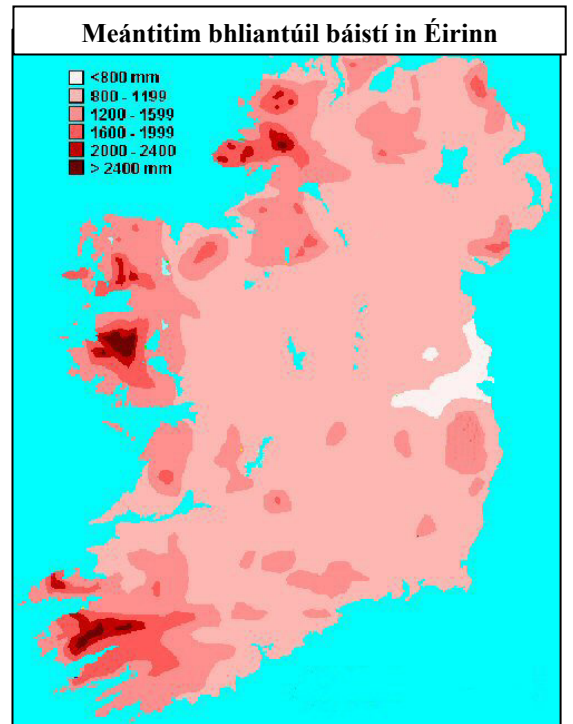 Meántitim bhliantúil báistí in Éirinn
<800 mm
800 - 1199
1200 - 1599
1600 - 1999
2000 - 2400
> 2400 mm